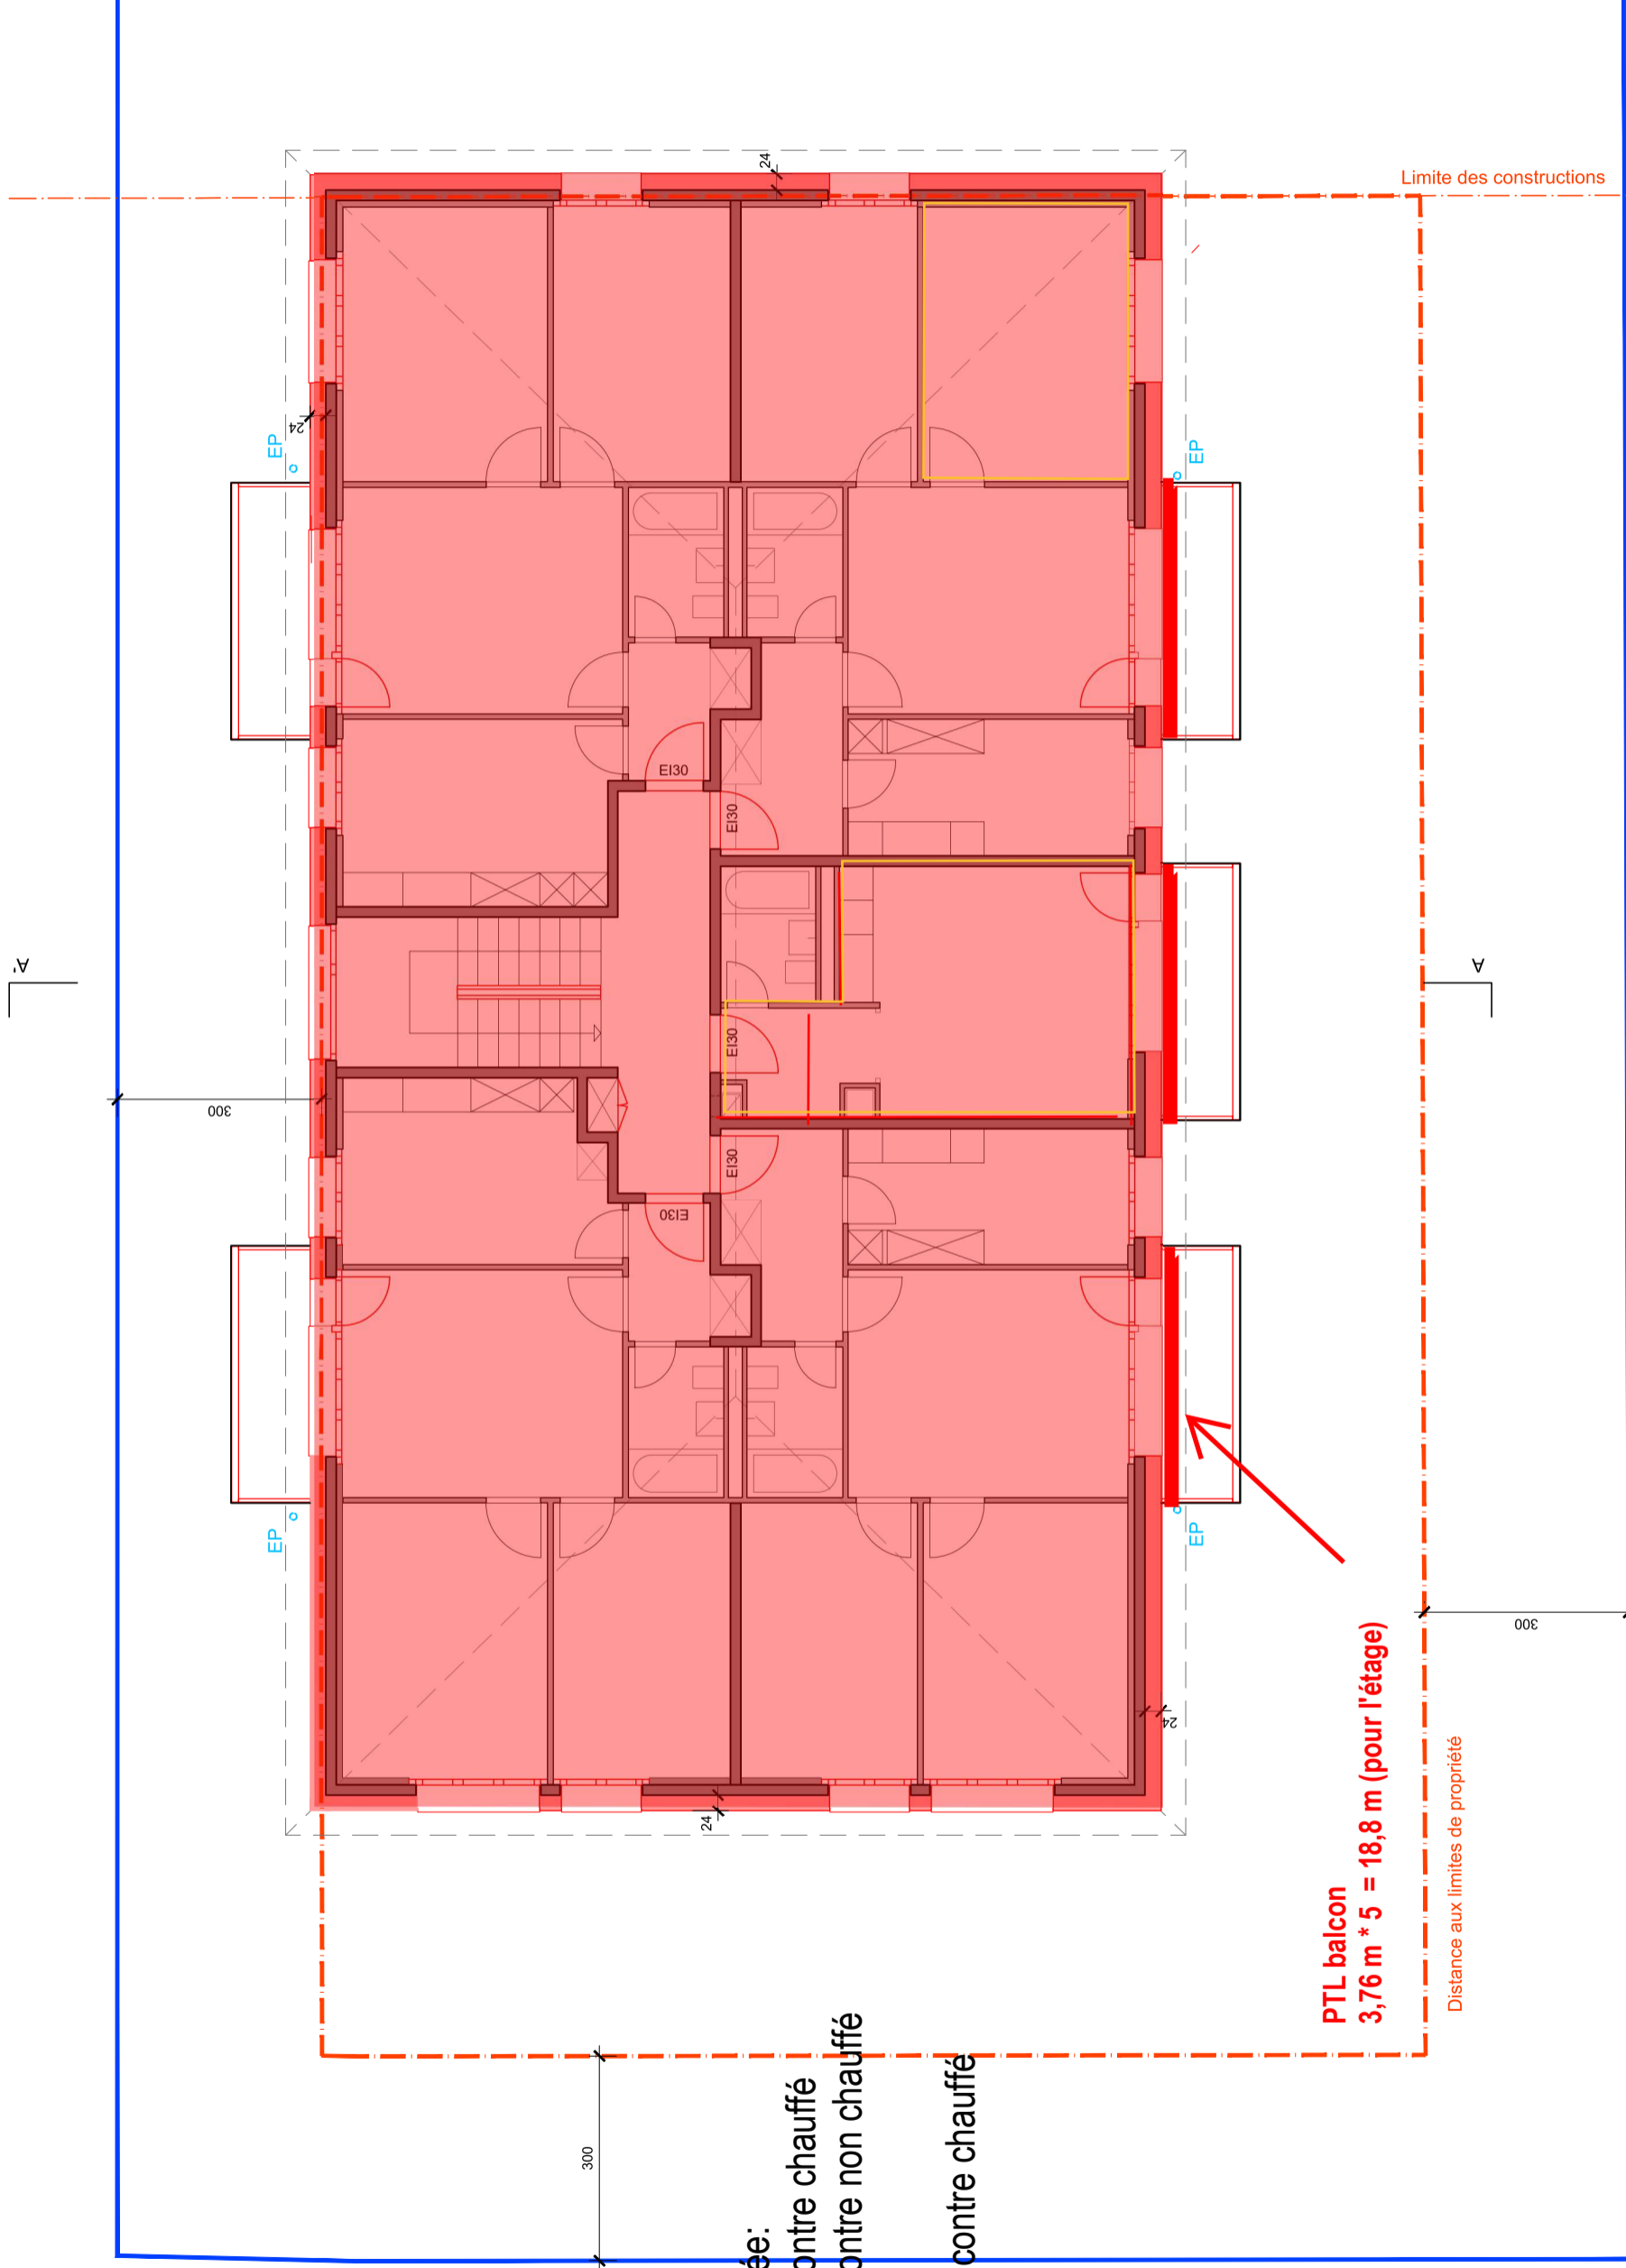 24
Limite des constructions
24
EP
EP
EI30
EI30
A'
A
EI30
300
EI30
EI30
EP
EP
300
24
24
PTL balcon
3,76 m * 5 = 18,8 m (pour l'étage)
Distance aux limites de propriété
300
ée:
ontre chauffé
ontre non chauffé
contre chauffé